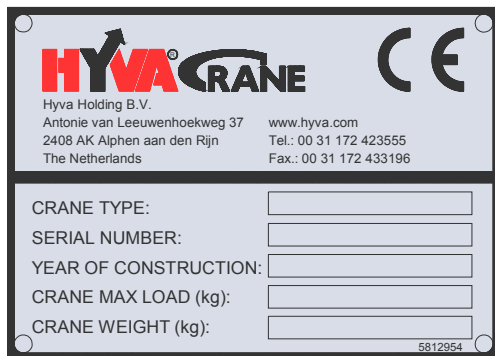 HYVA® CRANE
CE
Hyva Holding B.V.
Antonie van Leeuwenhoekweg 37 www.hyva.com
2408 AK Alphen aan den Rijn Tel.: 00 31 172 423555
The Netherlands Fax.: 00 31 172 433196
CRANE TYPE:
SERIAL NUMBER:
YEAR OF CONSTRUCTION:
CRANE MAX LOAD (kg):
CRANE WEIGHT (kg):
5812954